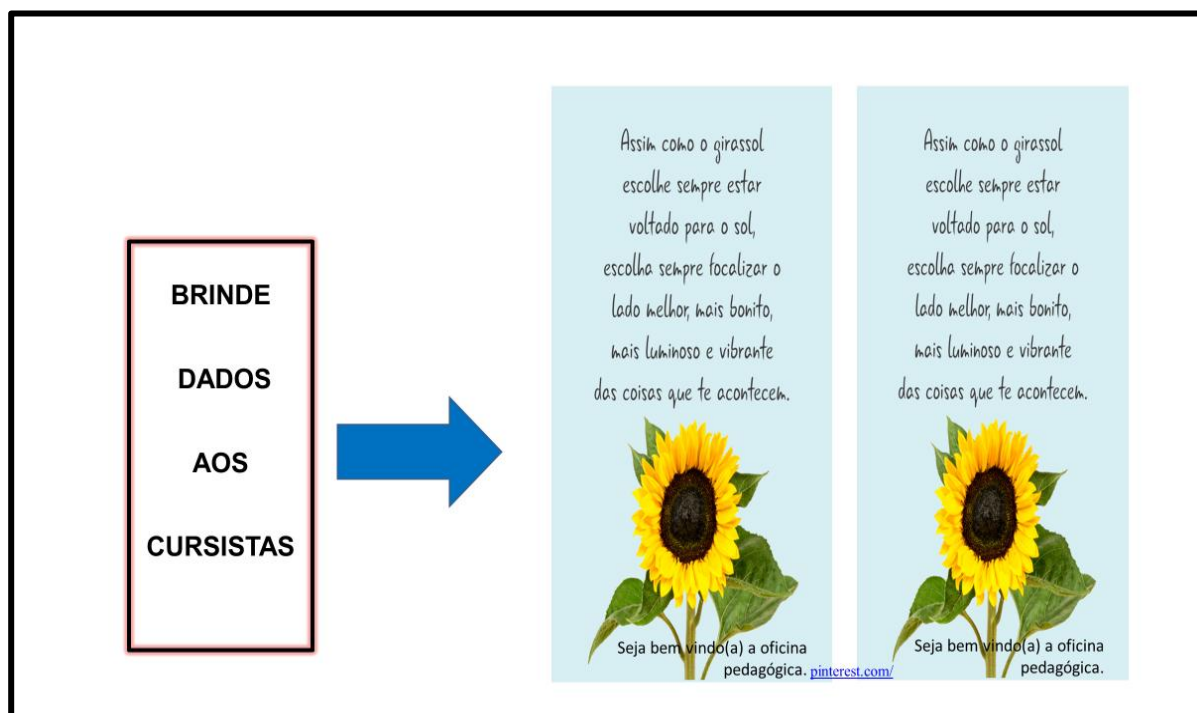 BRINDE
DADOS
AOS
CURSISTAS
Assim como o girassol
escolhe sempre estar
voltado para o sol,
escolha sempre focalizar o
lado melhor, mais bonito,
mais luminoso e vibrante
das coisas que te acontecem.
Seja bem vindo(a) a oficina
pedagógica. pinterest.com/
Assim como o girassol
escolhe sempre estar
voltado para o sol,
escolha sempre focalizar o
lado melhor, mais bonito,
mais luminoso e vibrante
das coisas que te acontecem.
Seja bem vindo(a) a oficina
pedagógica.